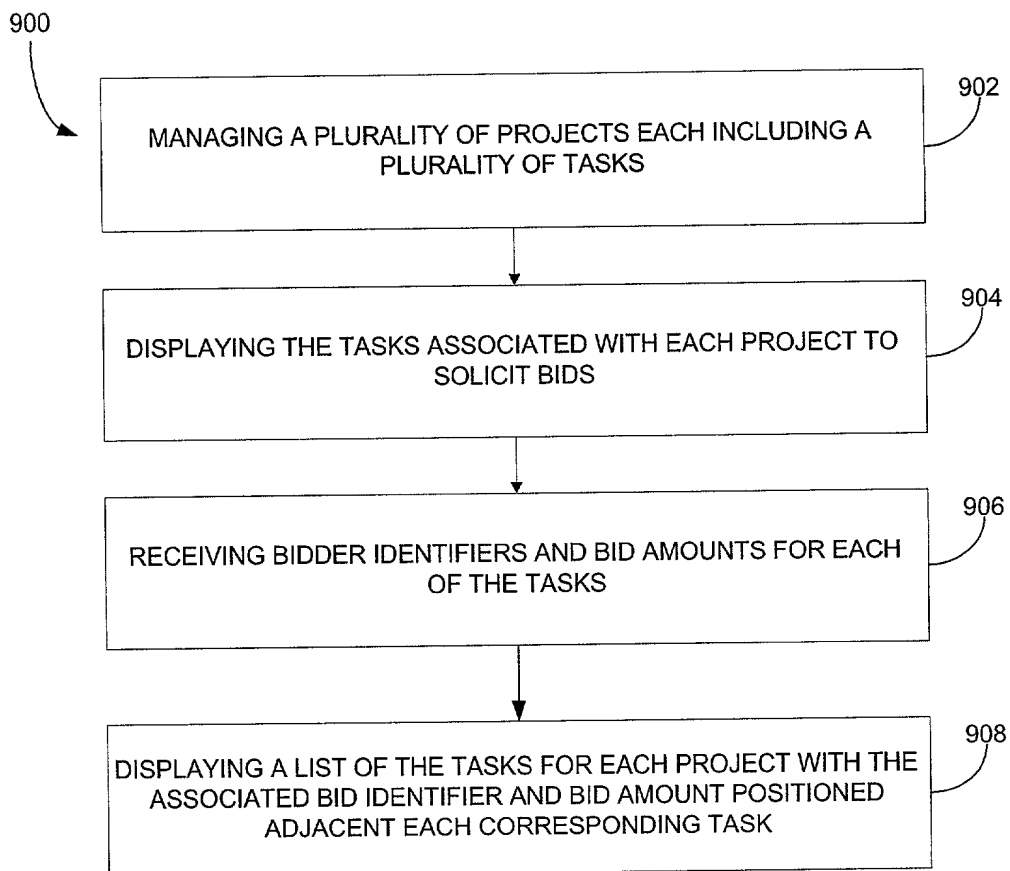 900
902
MANAGING A PLURALITY OF PROJECTS EACH INCLUDING A
PLURALITY OF TASKS
904
DISPLAYING THE TASKS ASSOCIATED WITH EACH PROJECT TO
SOLICIT BIDS
906
RECEIVING BIDDER IDENTIFIERS AND BID AMOUNTS FOR EACH
OF THE TASKS
908
DISPLAYING A LIST OF THE TASKS FOR EACH PROJECT WITH THE
ASSOCIATED BID IDENTIFIER AND BID AMOUNT POSITIONED
ADJACENT EACH CORRESPONDING TASK